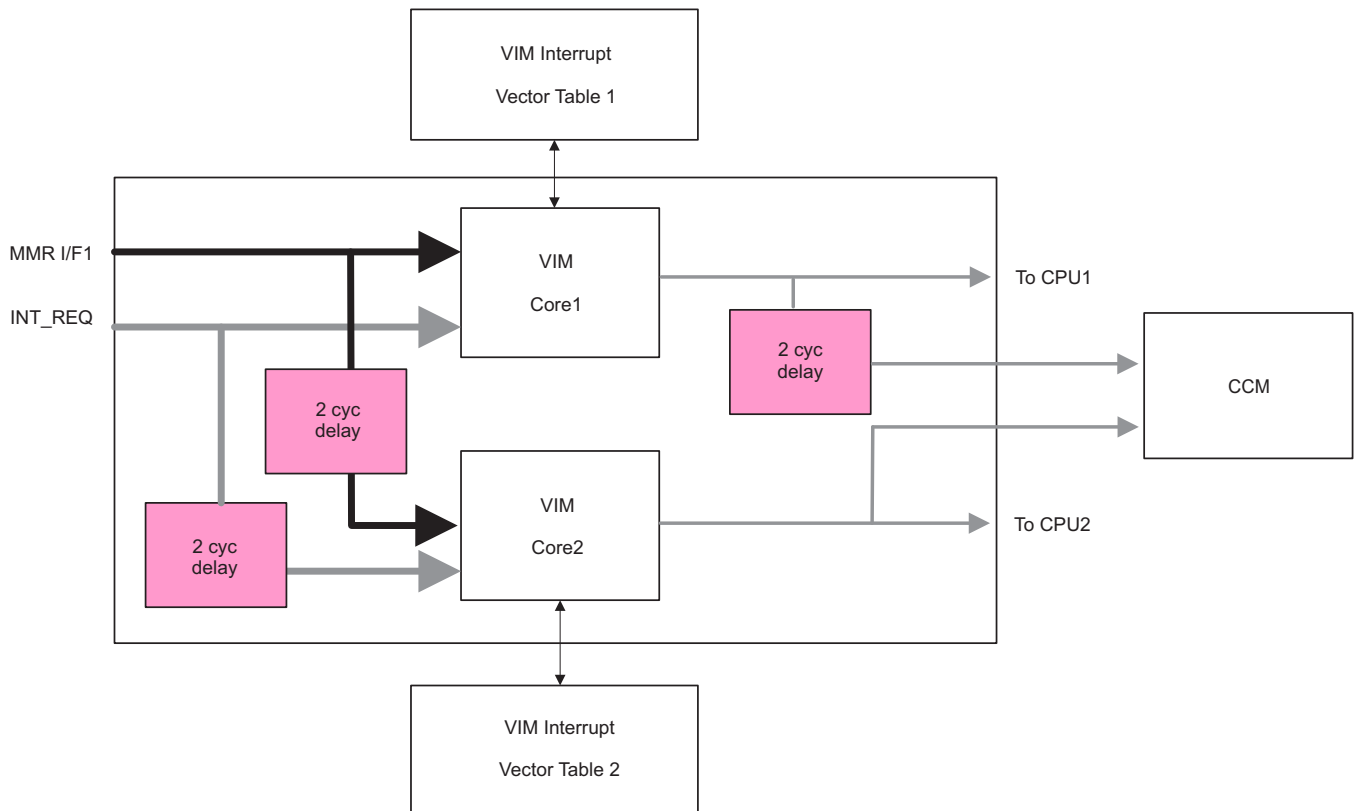 VIM Interrupt
Vector Table 1
MMR I/F1
INT_REQ
VIM
Core1
To CPU1
2 cyc
delay
CCM
2 cyc
delay
VIM
Core2
To CPU2
2 cyc
delay
VIM Interrupt
Vector Table 2